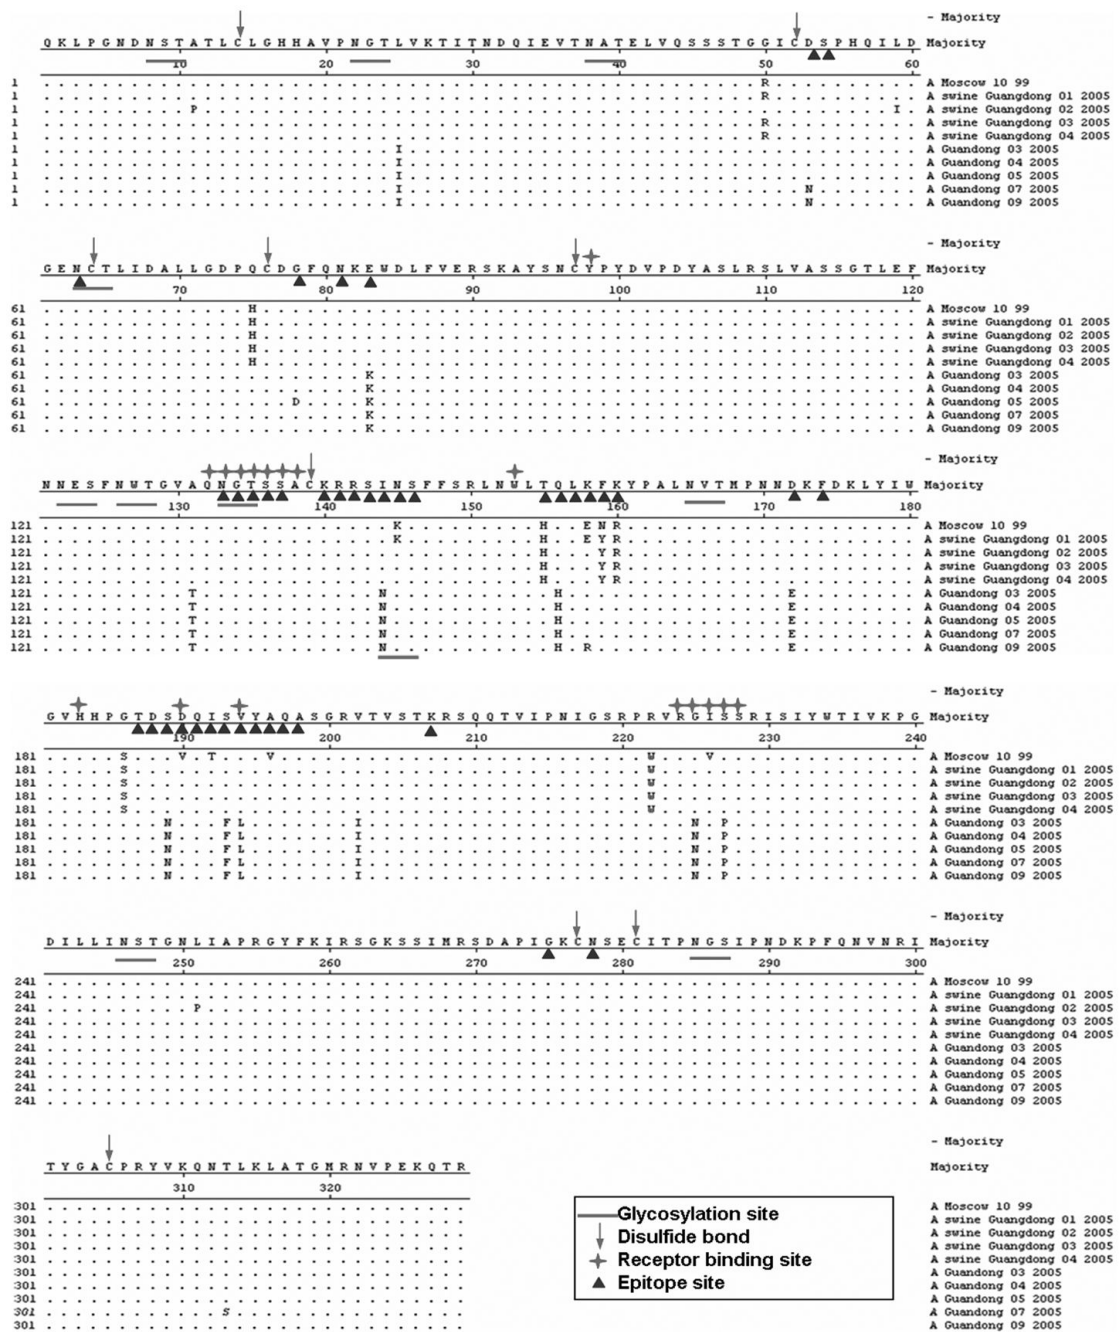 - Majority
Q K L P G N D N S T A T L C L G H H A V P N G T L V K T I T N D Q I E V T N A T E L V Q S S S T G G I C D S P H Q I L D Majority
10 20 30 40 50 60
1 R A Moscow 10 99
1 R A swine Guangdong 01 2005
1 P I A swine Guangdong 02 2005
1 R A swine Guangdong 03 2005
1 R A swine Guangdong 04 2005
1 I A Guandong 03 2005
1 I A Guandong 04 2005
1 I A Guandong 05 2005
1 I N A Guandong 07 2005
1 I N A Guandong 09 2005
- Majority
G E N C T L I D A L L G D P Q C D G F Q N K E W D L F V E R S K A Y S N C Y P Y D V P D Y A S L R S L V A S S G T L E F Majority
70 80 90 100 110 120
61 H A Moscow 10 99
61 H A swine Guangdong 01 2005
61 H A swine Guangdong 02 2005
61 H A swine Guangdong 03 2005
61 H A swine Guangdong 04 2005
61 K A Guandong 03 2005
61 K A Guandong 04 2005
61 D K A Guandong 05 2005
61 K A Guandong 07 2005
61 K A Guandong 09 2005
- Majority
N N E S F N W T G V A Q N G T S S A C K R R S I N S F F S R L N W L T Q L K F K Y P A L N V T M P N N D K F D K L Y I W Majority
130 140 150 160 170 180
121 K H E N R A Moscow 10 99
121 K H E Y R A swine Guangdong 01 2005
121 H Y R A swine Guangdong 02 2005
121 H Y R A swine Guangdong 03 2005
121 H Y R A swine Guangdong 04 2005
121 T N H E A Guandong 03 2005
121 T N H E A Guandong 04 2005
121 T N H E A Guandong 05 2005
121 T N H E A Guandong 07 2005
121 T N H R E A Guandong 09 2005
- Majority
G V H H P G T D S D Q I S V Y A Q A S G R V T V S T K R S Q Q T V I P N I G S R P R V R G I S S R I S I Y W T I V K P G Majority
190 200 210 220 230 240
181 S V T V W V A Moscow 10 99
181 S W A swine Guangdong 01 2005
181 S W A swine Guangdong 02 2005
181 S W A swine Guangdong 03 2005
181 S W A swine Guangdong 04 2005
181 N F L I N P A Guandong 03 2005
181 N F L I N P A Guandong 04 2005
181 N F L I N P A Guandong 05 2005
181 N F L I N P A Guandong 07 2005
181 N F L I N P A Guandong 09 2005
- Majority
D I L L I N S T G N L I A P R G Y F K I R S G K S S I M R S D A P I G K C N S E C I T P N G S I P N D K P F Q N V N R I Majority
250 260 270 280 290 300
241 A Moscow 10 99
241 A swine Guangdong 01 2005
241 P A swine Guangdong 02 2005
241 A swine Guangdong 03 2005
241 A swine Guangdong 04 2005
241 A Guandong 03 2005
241 A Guandong 04 2005
241 A Guandong 05 2005
241 A Guandong 07 2005
241 A Guandong 09 2005
- Majority
T Y G A C P R Y V K Q N T L K L A T G M R N V P E K Q T R Majority
310 320
301 A Moscow 10 99
301 A swine Guangdong 01 2005
301 A swine Guangdong 02 2005
301 A swine Guangdong 03 2005
301 A swine Guangdong 04 2005
301 A Guandong 03 2005
301 A Guandong 04 2005
301 A Guandong 05 2005
301 S A Guandong 07 2005
301 A Guandong 09 2005
Glycosylation site
Disulfide bond
Receptor binding site
Epitope site